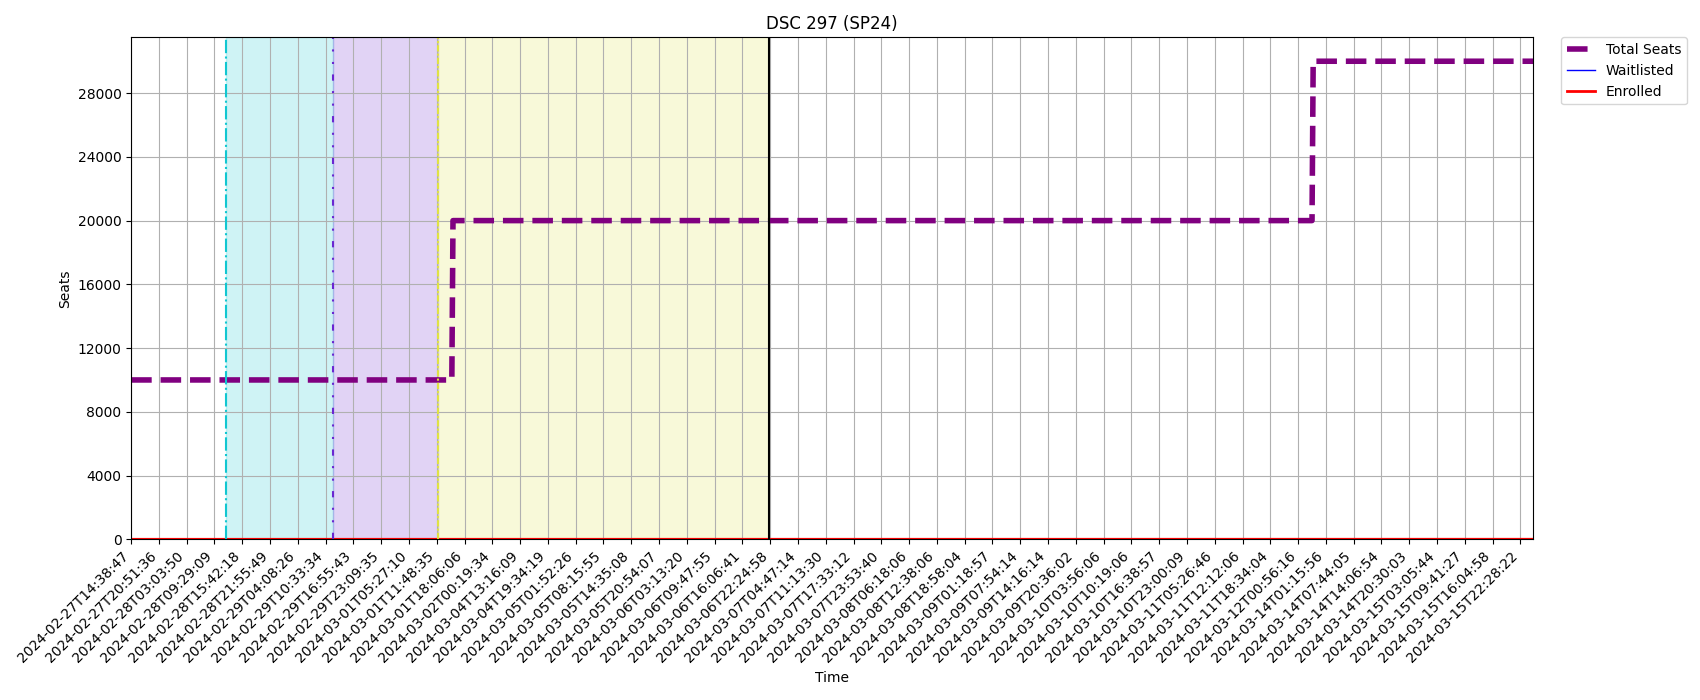 DSC 297 (SP24)
Total Seats
Waitlisted
Enrolled
Seats
28000
24000
20000
16000
12000
8000
4000
0
2024-02-27T14:38:47
2024-02-27T20:51:36
2024-02-28T03:03:50
2024-02-28T09:29:09
2024-02-28T15:42:18
2024-02-28T21:55:49
2024-02-29T04:08:26
2024-02-29T10:33:34
2024-02-29T16:55:43
2024-02-29T23:09:35
2024-03-01T05:27:10
2024-03-01T11:48:35
2024-03-01T18:06:06
2024-03-02T00:19:34
2024-03-04T13:16:09
2024-03-04T19:34:19
2024-03-05T01:52:26
2024-03-05T08:15:55
2024-03-05T14:35:08
2024-03-05T20:54:07
2024-03-06T03:13:20
2024-03-06T09:47:55
2024-03-06T16:06:41
2024-03-06T22:24:58
2024-03-07T04:47:14
2024-03-07T11:13:30
2024-03-07T17:33:12
2024-03-07T23:53:40
2024-03-08T06:18:06
2024-03-08T12:38:06
2024-03-08T18:58:04
2024-03-09T01:18:57
2024-03-09T07:54:14
2024-03-09T14:16:14
2024-03-09T20:36:02
2024-03-10T03:56:06
2024-03-10T10:19:06
2024-03-10T16:38:57
2024-03-10T23:00:09
2024-03-11T05:26:46
2024-03-11T12:12:06
2024-03-11T18:34:04
2024-03-12T00:56:16
2024-03-14T01:15:56
2024-03-14T07:44:05
2024-03-14T14:06:54
2024-03-14T20:30:03
2024-03-15T03:05:44
2024-03-15T09:41:27
2024-03-15T16:04:58
2024-03-15T22:28:22
Time